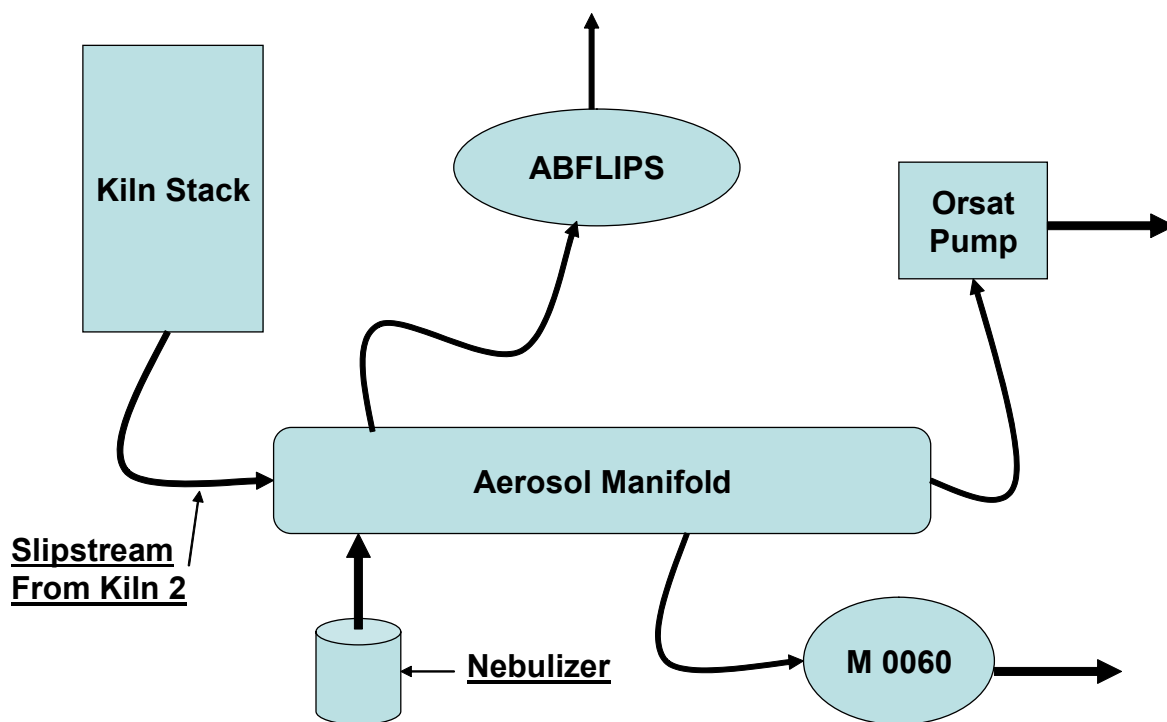 Kiln Stack
ABFLIPS
Orsat
Pump
Aerosol Manifold
Slipstream
From Kiln 2
Nebulizer
M 0060